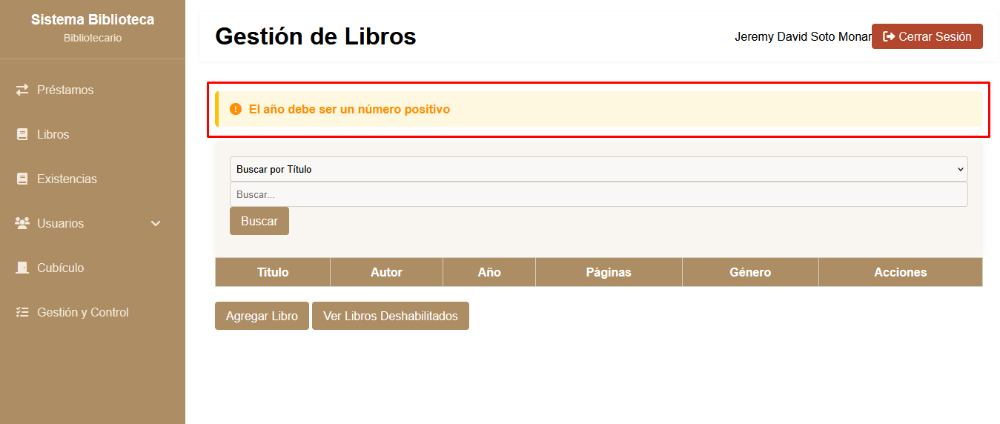 Sistema Biblioteca
Bibliotecario
Préstamos
Libros
Existencias
Usuarios
Cubículo
Gestión y Control
Gestión de Libros
Jeremy David Soto Monar
Cerrar Sesión
El año debe ser un número positivo
Buscar por Título
Buscar...
Buscar
Título Autor Año Páginas Género Acciones
Agregar Libro Ver Libros Deshabilitados